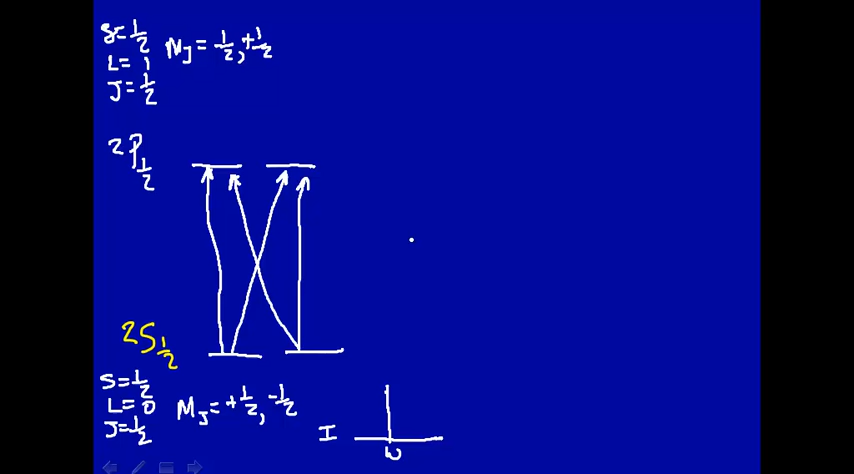 S=1/2
L= 1
J=1/2
MJ = -1/2, +1/2
2P1/2
2S1/2
S=1/2
L= 0
J=1/2
MJ = +1/2, -1/2
I
ω